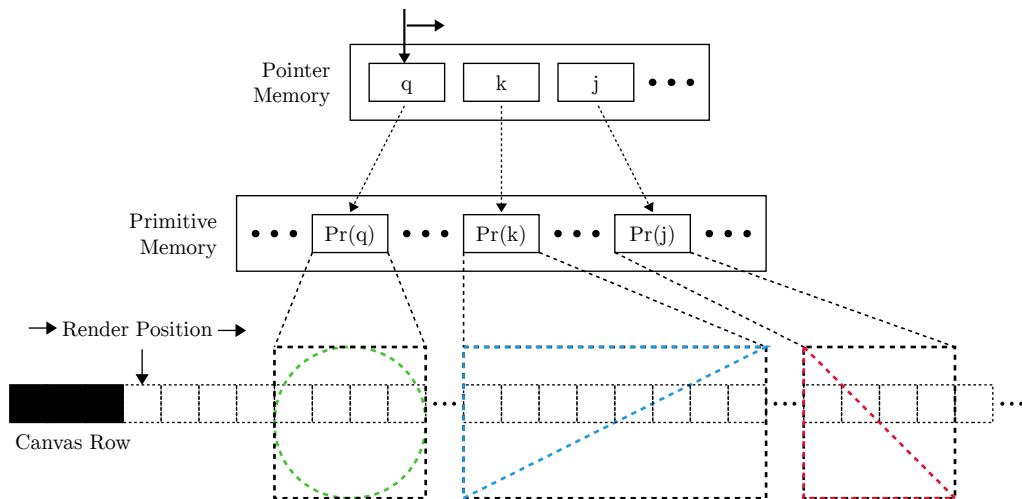 Pointer
Memory
q
k
j
Primitive
Memory
Pr(q)
Pr(k)
Pr(j)
Render Position
Canvas Row